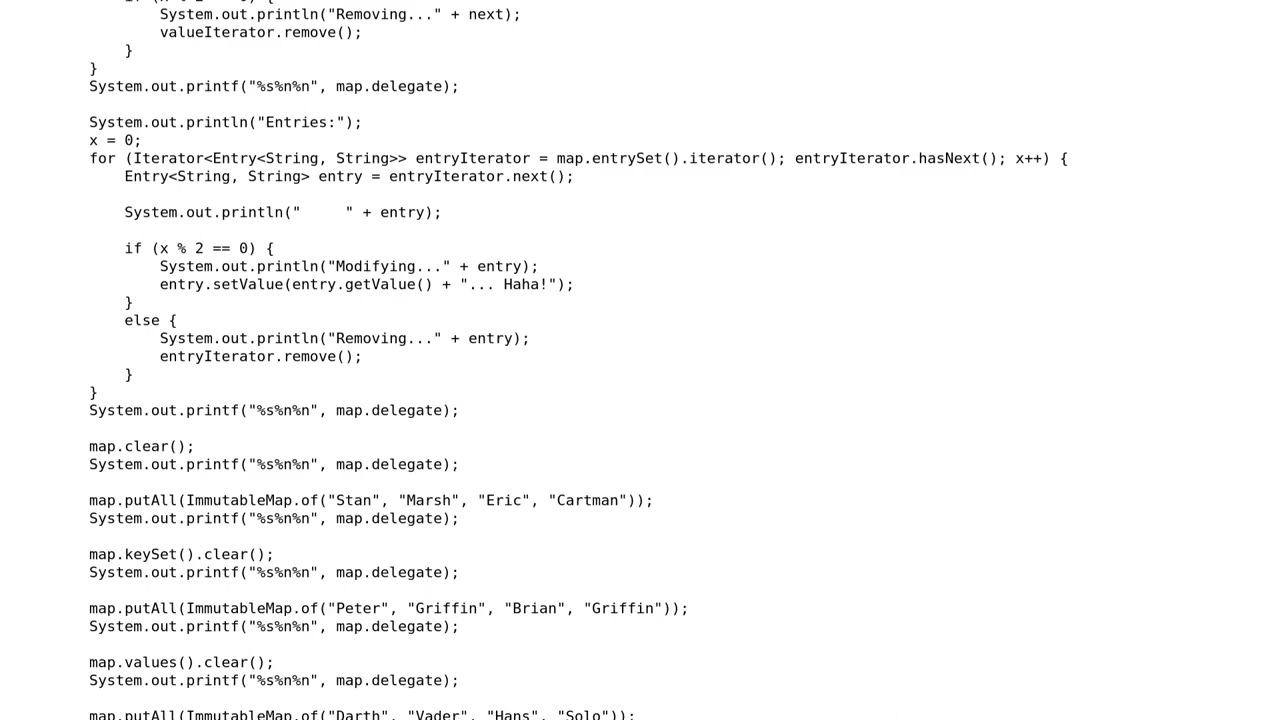 if (x % 2 == 0) {
System.out.println("Removing..." + next);
valueIterator.remove();
}
}
System.out.printf("%s%n%n", map.delegate);
System.out.println("Entries:");
x = 0;
for (Iterator<Entry<String, String>> entryIterator = map.entrySet().iterator(); entryIterator.hasNext(); x++) {
Entry<String, String> entry = entryIterator.next();
System.out.println("     " + entry);
if (x % 2 == 0) {
System.out.println("Modifying..." + entry);
entry.setValue(entry.getValue() + "... Haha!");
}
else {
System.out.println("Removing..." + entry);
entryIterator.remove();
}
}
System.out.printf("%s%n%n", map.delegate);
map.clear();
System.out.printf("%s%n%n", map.delegate);
map.putAll(ImmutableMap.of("Stan", "Marsh", "Eric", "Cartman"));
System.out.printf("%s%n%n", map.delegate);
map.keySet().clear();
System.out.printf("%s%n%n", map.delegate);
map.putAll(ImmutableMap.of("Peter", "Griffin", "Brian", "Griffin"));
System.out.printf("%s%n%n", map.delegate);
map.values().clear();
System.out.printf("%s%n%n", map.delegate);
map.putAll(ImmutableMap.of("Darth", "Vader", "Hans", "Solo"));